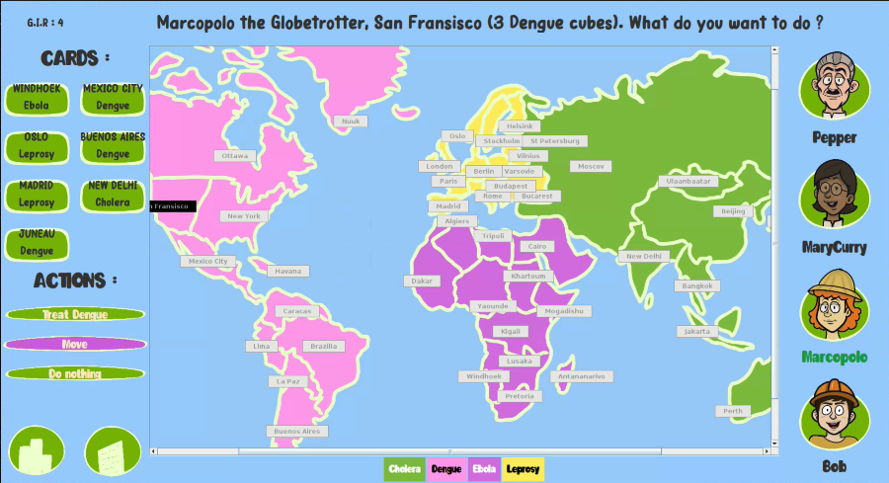 G.I.R : 4
Marcopolo the Globetrotter, San Fransisco (3 Dengue cubes). What do you want to do ?
CARDS :
WINDHOEK
Ebola
MEXICO CITY
Dengue
OSLO
Leprosy
BUENOS AIRES
Dengue
MADRID
Leprosy
NEW DELHI
Cholera
JUNEAU
Dengue
ACTIONS :
Treat Dengue
Move
Do nothing
Nuuk
Ottawa
n Fransisco
New York
Mexico City
Havana
Caracas
Lima
Brazilia
La Paz
Buenos Aires
Oslo
Helsink
Stockholm
St Petersburg
London
Vilnius
Moscov
Berlin
Varsovie
Paris
Budapest
Rome
Bucarest
Madrid
Algiers
Tripoli
Cairo
Dakar
Khartoum
Yaounde
Mogadishu
Kigali
Lusaka
Windhoek
Antananarivo
Pretoria
Ulaanbaatar
Beijing
New Delhi
Bangkok
Jakarta
Perth
Pepper
MaryCurry
Marcopolo
Bob
Cholera
Dengue
Ebola
Leprosy